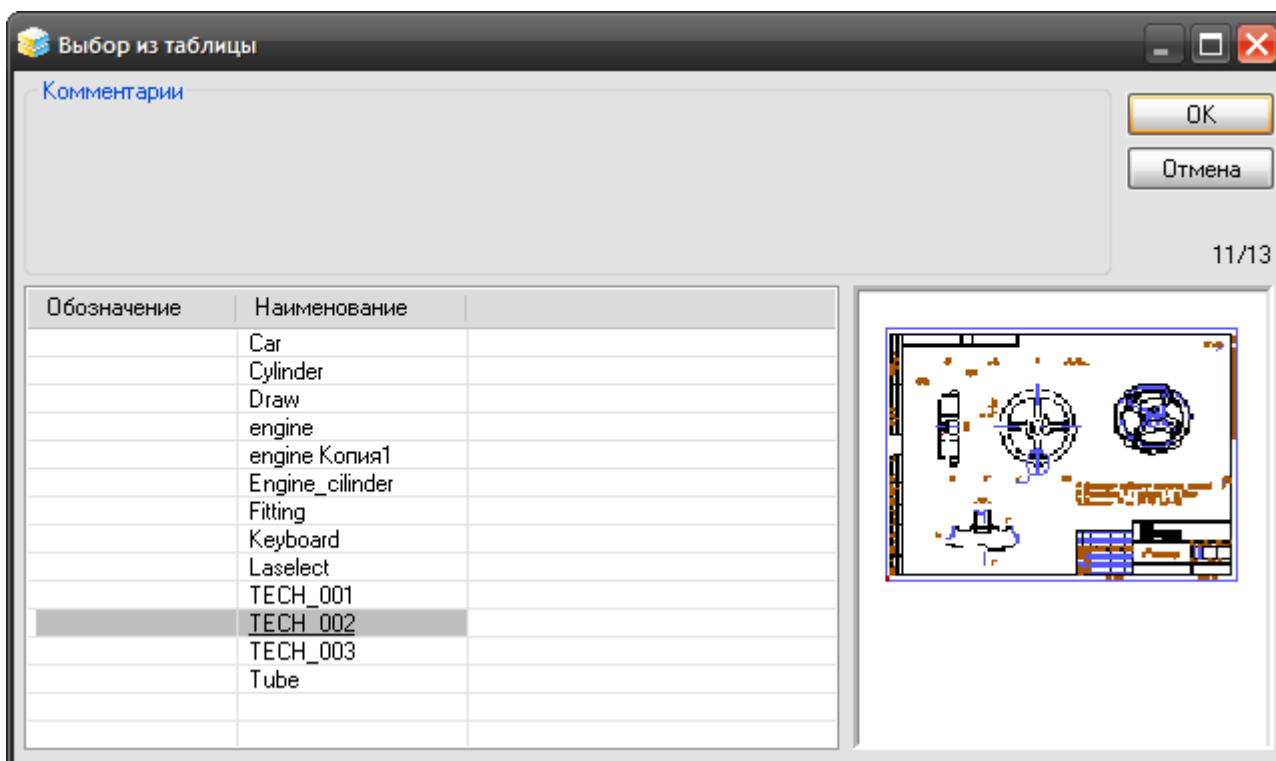 Выбор из таблицы
Комментарии
OK
Отмена
11/13
Обозначение Наименование
Car
Cylinder
Draw
engine
engine Копия1
Engine_cilinder
Fitting
Keyboard
Laselect
TECH_001
TECH_002
TECH_003
Tube